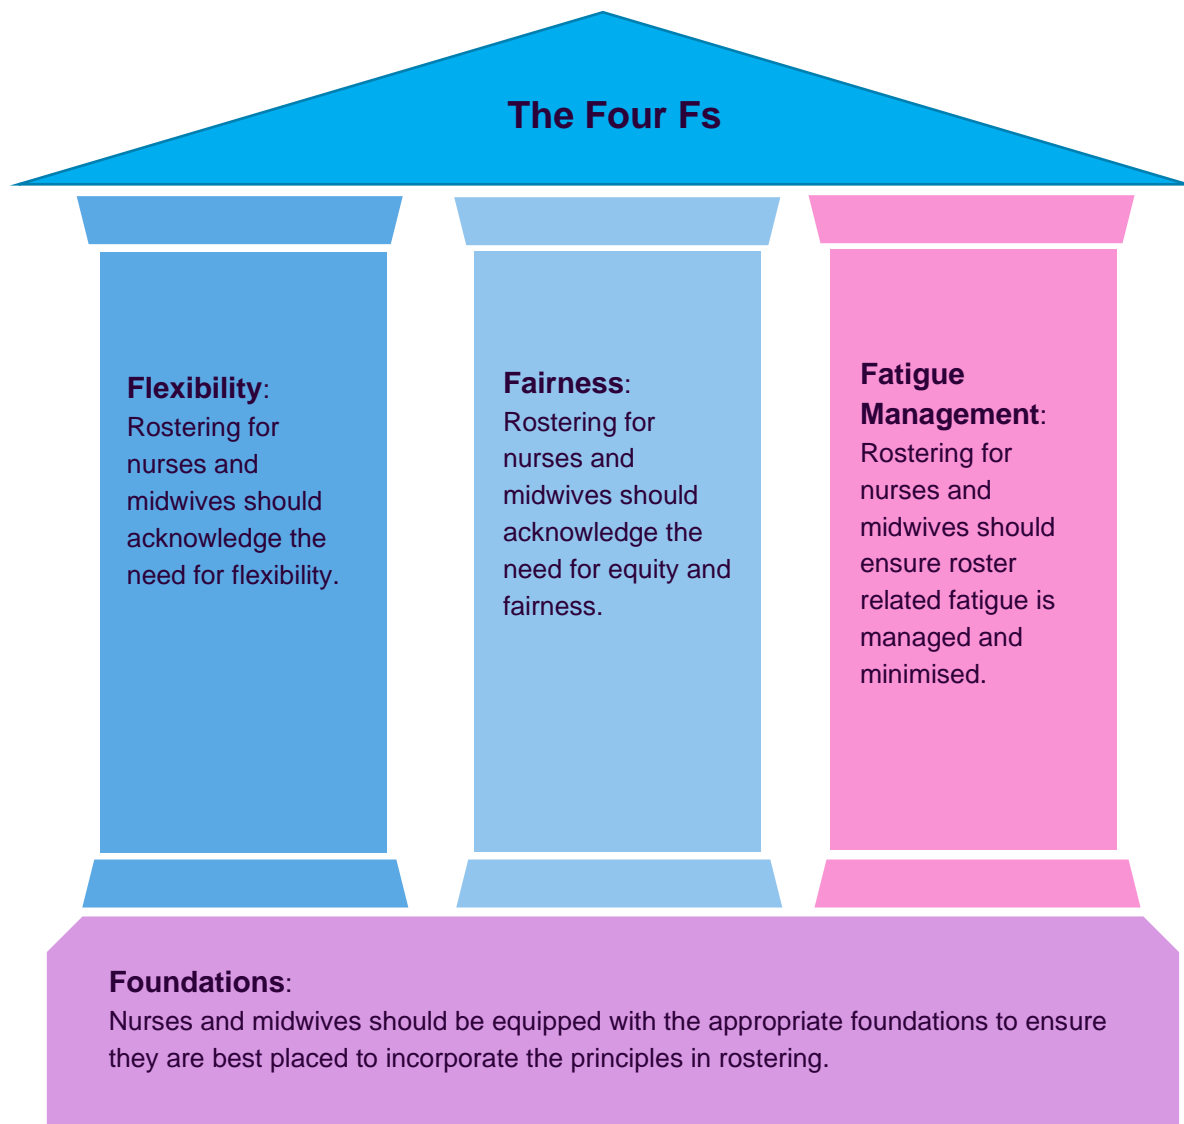 The Four Fs
Flexibility:
Rostering for
nurses and
midwives should
acknowledge the
need for flexibility.
Fairness:
Rostering for
nurses and
midwives should
acknowledge the
need for equity and
fairness.
Fatigue
Management:
Rostering for
nurses and
midwives should
ensure roster
related fatigue is
managed and
minimised.
Foundations:
Nurses and midwives should be equipped with the appropriate foundations to ensure
they are best placed to incorporate the principles in rostering.